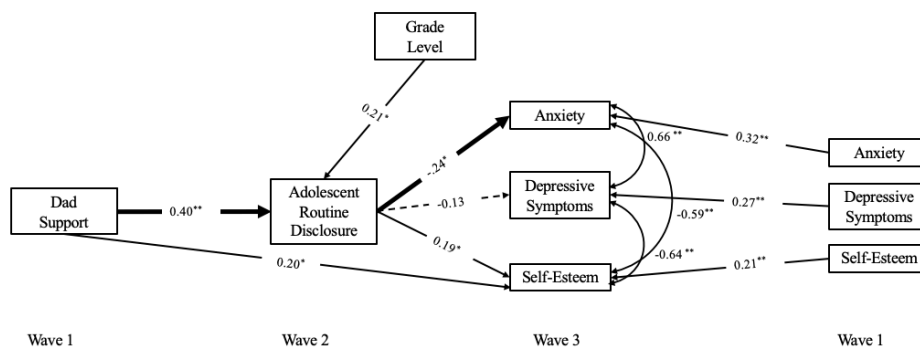 Grade
Level
0.21*
Anxiety
-.24*
0.66 **
0.32**
Anxiety
Dad
Support
0.40**
Adolescent
Routine
Disclosure
-0.13
Depressive
Symptoms
0.27**
Depressive
Symptoms
-0.59**
0.19*
0.20*
-0.64 **
Self-Esteem
0.21**
Self-Esteem
Wave 1
Wave 2
Wave 3
Wave 1